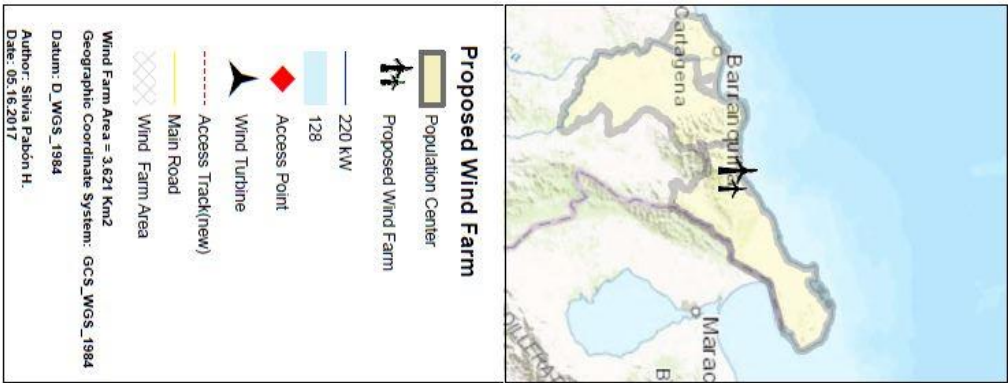 Barranquilla
Cartagena
Marac
B
DILLERA
Proposed Wind Farm
Population Center
Proposed Wind Farm
220 kW
128
Access Point
Wind Turbine
Access Track(new)
Main Road
Wind Farm Area
Wind Farm Area = 3.621 Km2
Geographic Coordinate System: GCS_WGS_1984
Datum: D_WGS_1984
Author: Silvia Pabón H.
Date: 05.16.2017